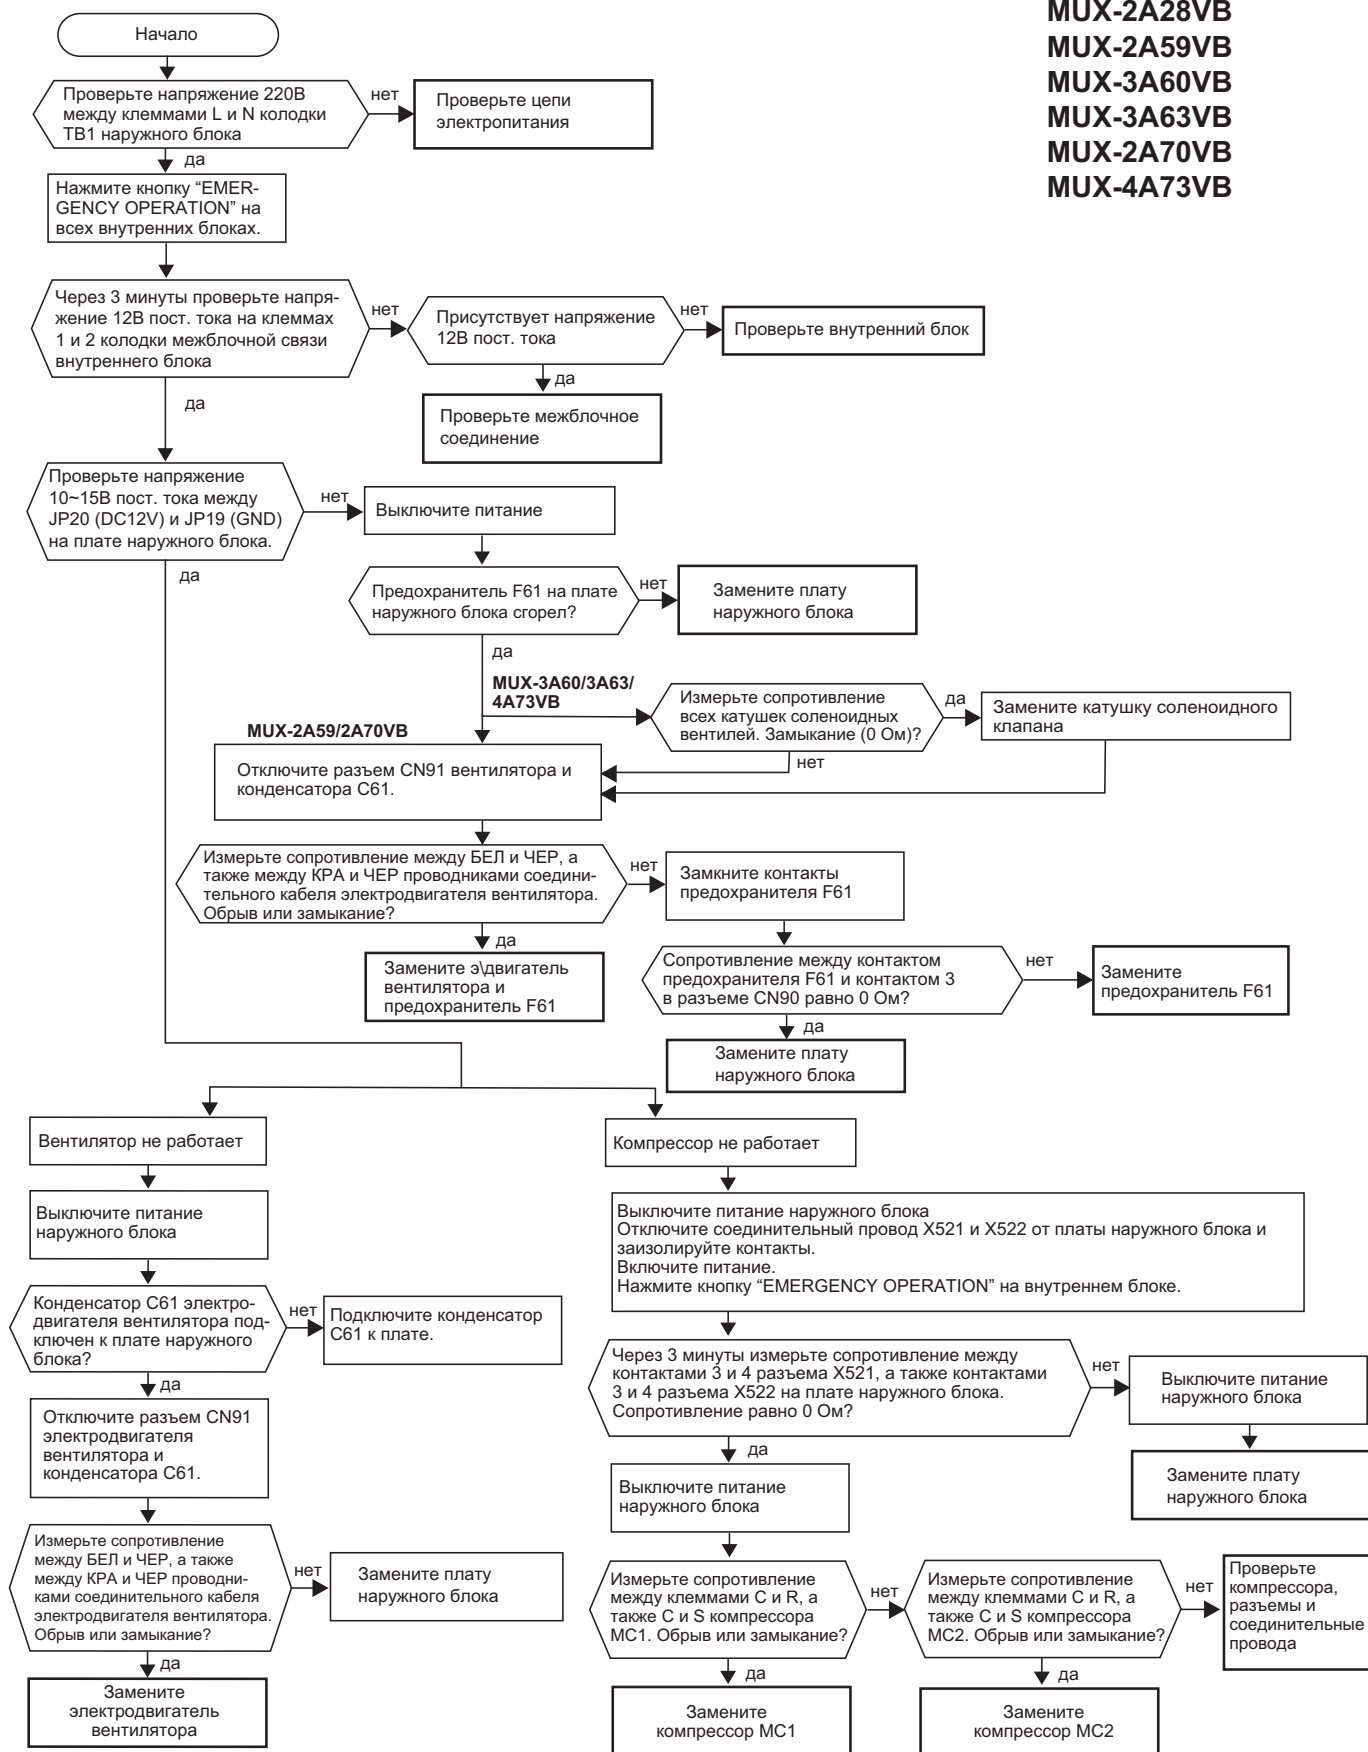 MUX-2A28VB
MUX-2A59VB
MUX-3A60VB
MUX-3A63VB
MUX-2A70VB
MUX-4A73VB
Начало
Проверьте напряжение 220В
между клеммами L и N колодки
TB1 наружного блока
нет
Проверьте цепи
электропитания
да
Нажмите кнопку “EMER-
GENCY OPERATION” на
всех внутренних блоках.
Через 3 минуты проверьте напря-
жение 12В пост. тока на клеммах
1 и 2 колодки межблочной связи
внутреннего блока
нет
Присутствует напряжение
12В пост. тока
нет
Проверьте внутренний блок
да
Проверьте межблочное
соединение
да
Проверьте напряжение
10~15В пост. тока между
JP20 (DC12V) и JP19 (GND)
на плате наружного блока.
нет
Выключите питание
да
Предохранитель F61 на плате
наружного блока сгорел?
нет
Замените плату
наружного блока
да
MUX-3A60/3A63/
4A73VB
Измерьте сопротивление
всех катушек соленоидных
вентилей. Замыкание (0 Ом)?
да
Замените катушку соленоидного
клапана
нет
MUX-2A59/2A70VB
Отключите разъем CN91 вентилятора и
конденсатора C61.
Измерьте сопротивление между БЕЛ и ЧЕР, а
также между КРА и ЧЕР проводниками соедини-
тельного кабеля электродвигателя вентилятора.
Обрыв или замыкание?
нет
Замкните контакты
предохранителя F61
да
Замените э\двигатель
вентилятора и
предохранитель F61
Сопротивление между контактом
предохранителя F61 и контактом 3
в разъеме CN90 равно 0 Ом?
нет
Замените
предохранитель F61
да
Замените плату
наружного блока
Вентилятор не работает
Выключите питание
наружного блока
Конденсатор C61 электро-
двигателя вентилятора под-
ключен к плате наружного
блока?
нет
Подключите конденсатор
C61 к плате.
да
Отключите разъем CN91
электродвигателя
вентилятора и
конденсатора C61.
Измерьте сопротивление
между БЕЛ и ЧЕР, а также
между КРА и ЧЕР проводни-
ками соединительного кабеля
электродвигателя вентилятора.
Обрыв или замыкание?
нет
Замените плату
наружного блока
да
Замените
электродвигатель
вентилятора
Компрессор не работает
Выключите питание наружного блока
Отключите соединительный провод X521 и X522 от платы наружного блока и
заизолируйте контакты.
Включите питание.
Нажмите кнопку “EMERGENCY OPERATION” на внутреннем блоке.
Через 3 минуты измерьте сопротивление между
контактами 3 и 4 разъема X521, а также контактами
3 и 4 разъема X522 на плате наружного блока.
Сопротивление равно 0 Ом?
нет
Выключите питание
наружного блока
Замените плату
наружного блока
да
Выключите питание
наружного блока
Измерьте сопротивление
между клеммами C и R, а
также C и S компрессора
MC1. Обрыв или замыкание?
нет
Измерьте сопротивление
между клеммами C и R, а
также C и S компрессора
MC2. Обрыв или замыкание?
нет
Проверьте
компрессора,
разъемы и
соединительные
провода
да
Замените
компрессор MC1
да
Замените
компрессор MC2